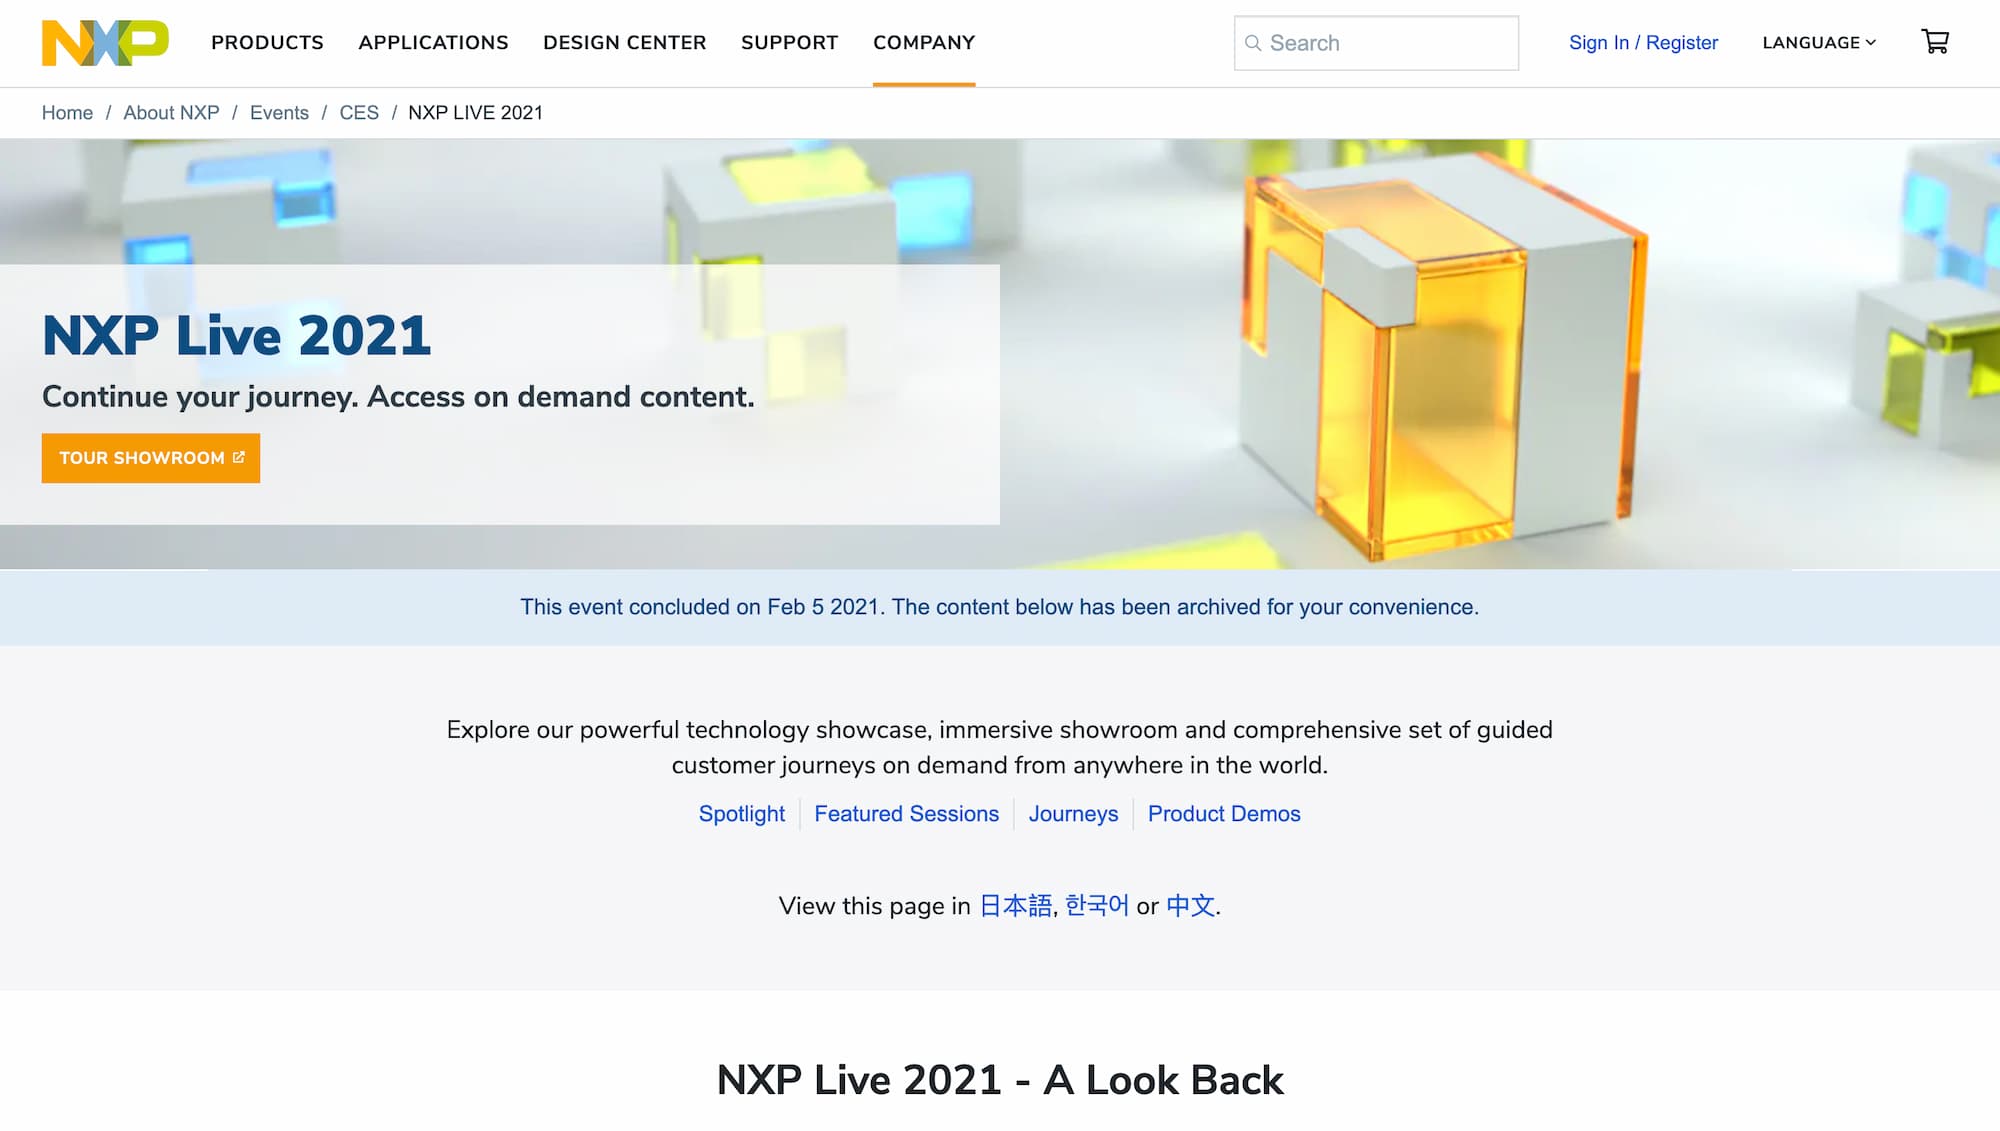 NXP
PRODUCTS
APPLICATIONS
DESIGN CENTER
SUPPORT
COMPANY
Search
Sign In / Register
LANGUAGE
Home / About NXP / Events / CES / NXP LIVE 2021
NXP Live 2021
Continue your journey. Access on demand content.
TOUR SHOWROOM
This event concluded on Feb 5 2021. The content below has been archived for your convenience.
Explore our powerful technology showcase, immersive showroom and comprehensive set of guided
customer journeys on demand from anywhere in the world.
Spotlight
Featured Sessions
Journeys
Product Demos
View this page in 日本語, 한국어 or 中文.
NXP Live 2021 - A Look Back